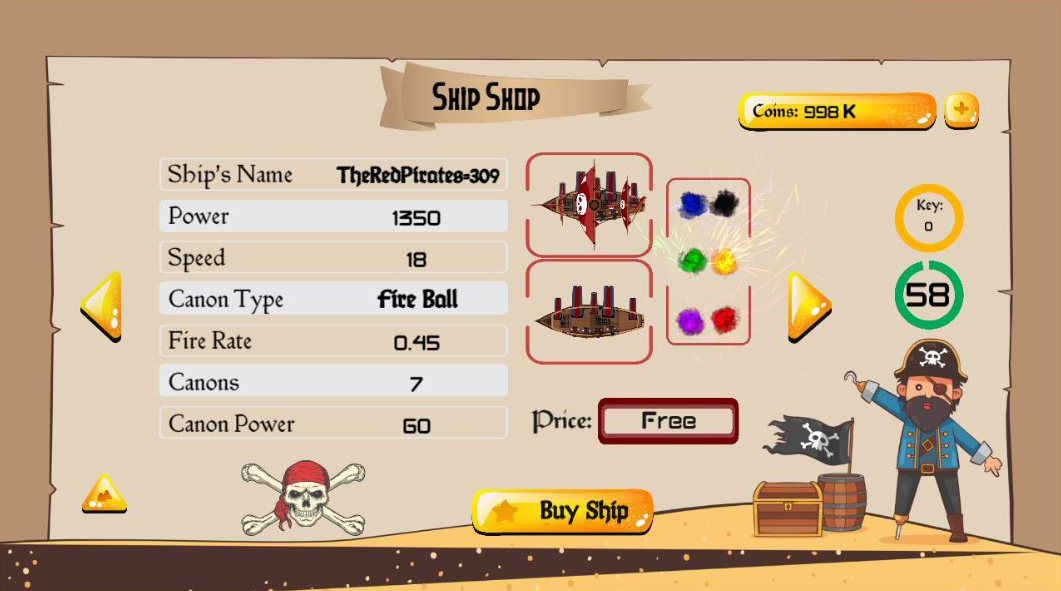 Ship Shop
Coins: 998 K
Ship's Name TheRedPirates=309
Power 1350
Speed 18
Canon Type Fire Ball
Fire Rate 0.45
Canons 7
Canon Power 60
Key:
0
58
Price: Free
Buy Ship